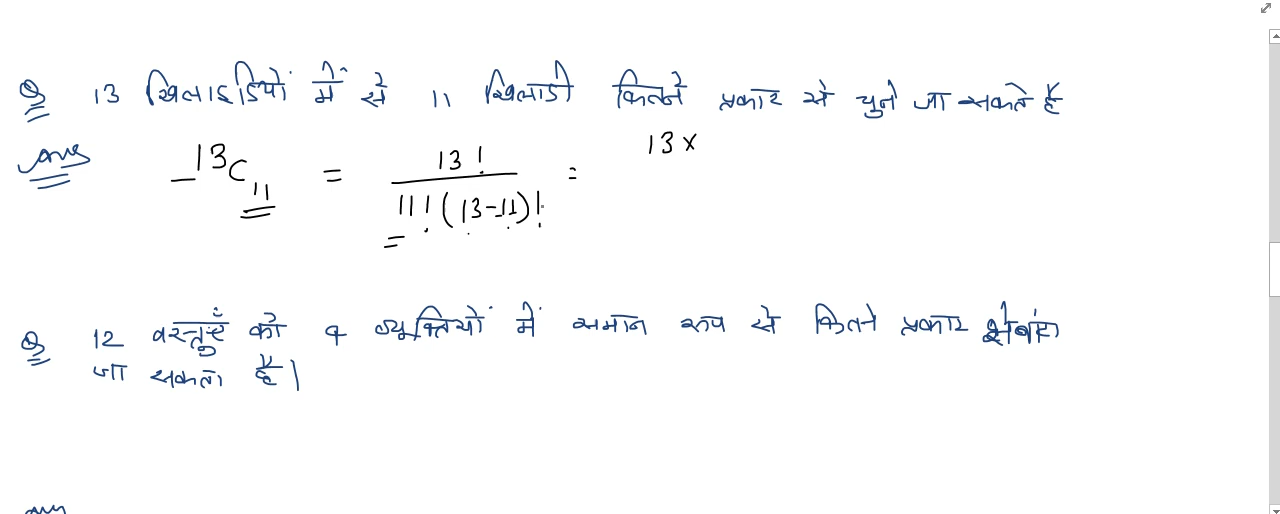 Q 13 खिलाड़ियों में से 11 खिलाडी कितने प्रकार से चुने जा सकते है
Ans 13C11 = 13! / 11!(13-11)! = 13×
Q 12 वस्तुएँ को 4 व्यक्तियों में समान रूप से कितने प्रकार से बांटा
जा सकता है।